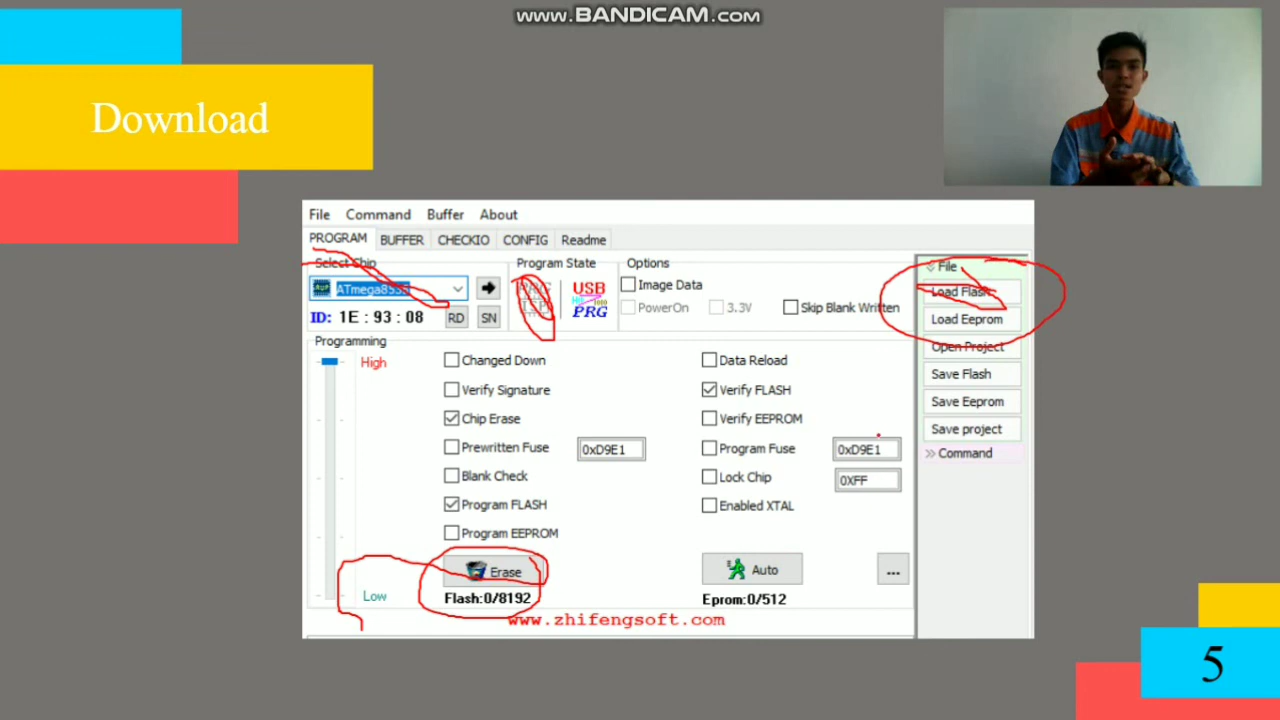 www.BANDICAM.com
Download
File Command Buffer About
PROGRAM BUFFER CHECKIO CONFIG Readme
Select Chip
Program State
Options
File
Image Data
Load Flash
USB
PRG
PowerOn
3.3V
Skip Blank Written
ID: 1E : 93 : 08 RD SN
Load Eeprom
Programming
Open Project
High
Changed Down
Data Reload
Save Flash
Verify Signature
Verify FLASH
Save Eeprom
Chip Erase
Verify EEPROM
Save project
Prewritten Fuse 0xD9E1
Program Fuse 0xD9E1
Command
Blank Check
Lock Chip 0XFF
Program FLASH
Enabled XTAL
Program EEPROM
Erase
Auto
...
Low
Flash:0/8192
Eprom:0/512
www.zhifengsoft.com
5